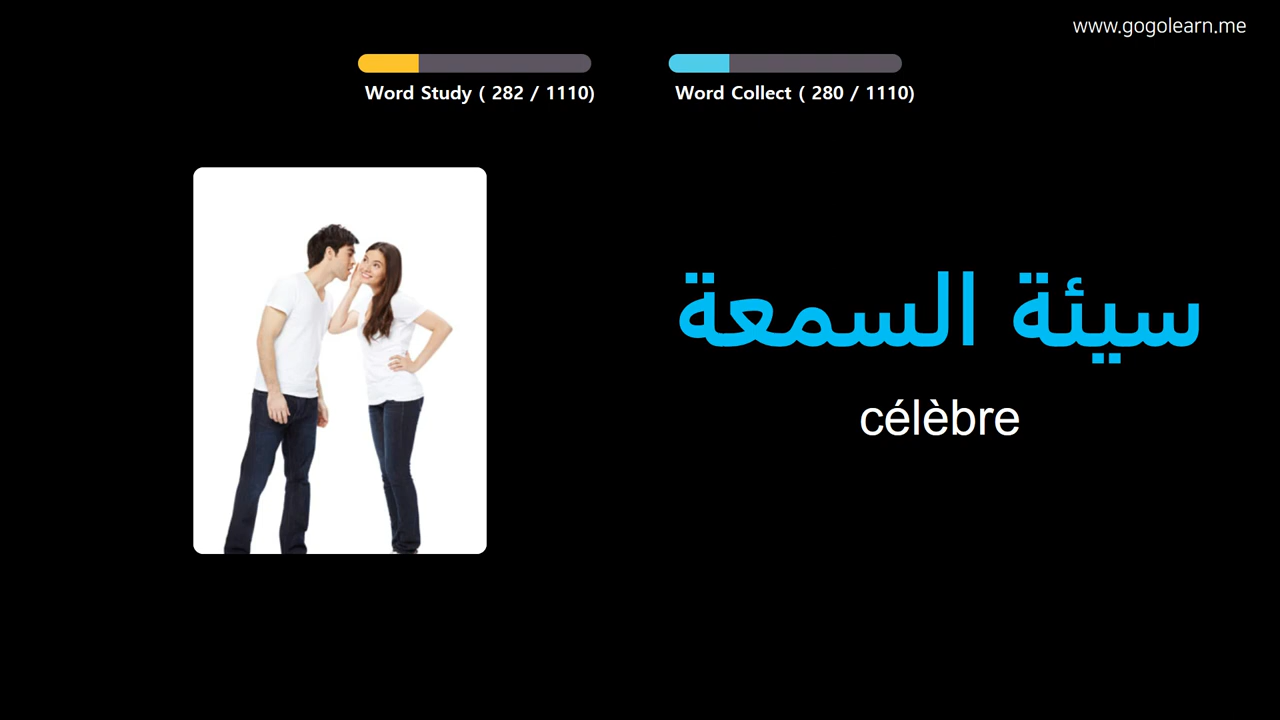 www.gogolearn.me
Word Study ( 282 / 1110)
Word Collect ( 280 / 1110)
سيئة السمعة
célèbre